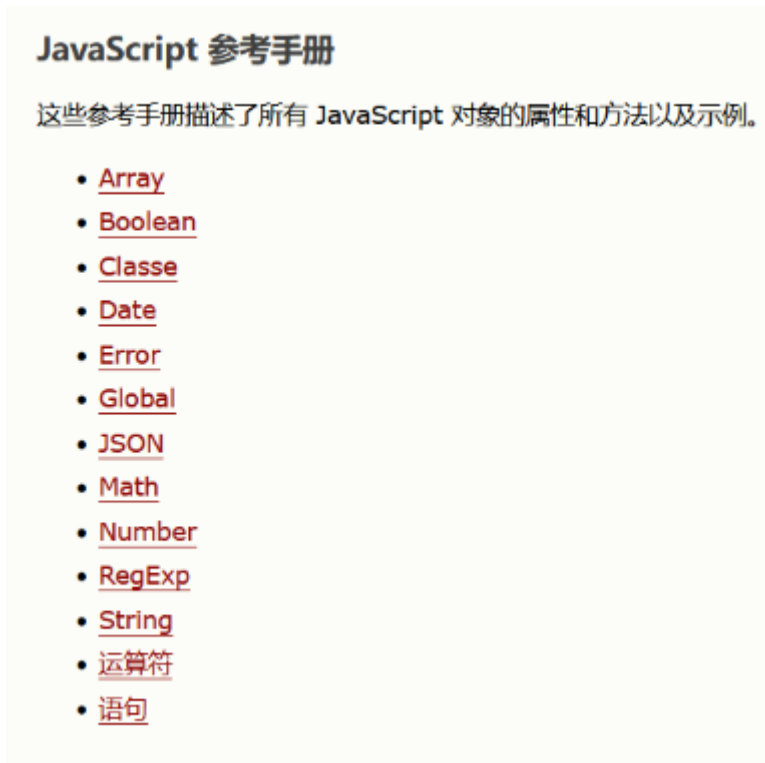 JavaScript 参考手册
这些参考手册描述了所有 JavaScript 对象的属性和方法以及示例。
• Array
• Boolean
• Classe
• Date
• Error
• Global
• JSON
• Math
• Number
• RegExp
• String
• 运算符
• 语句